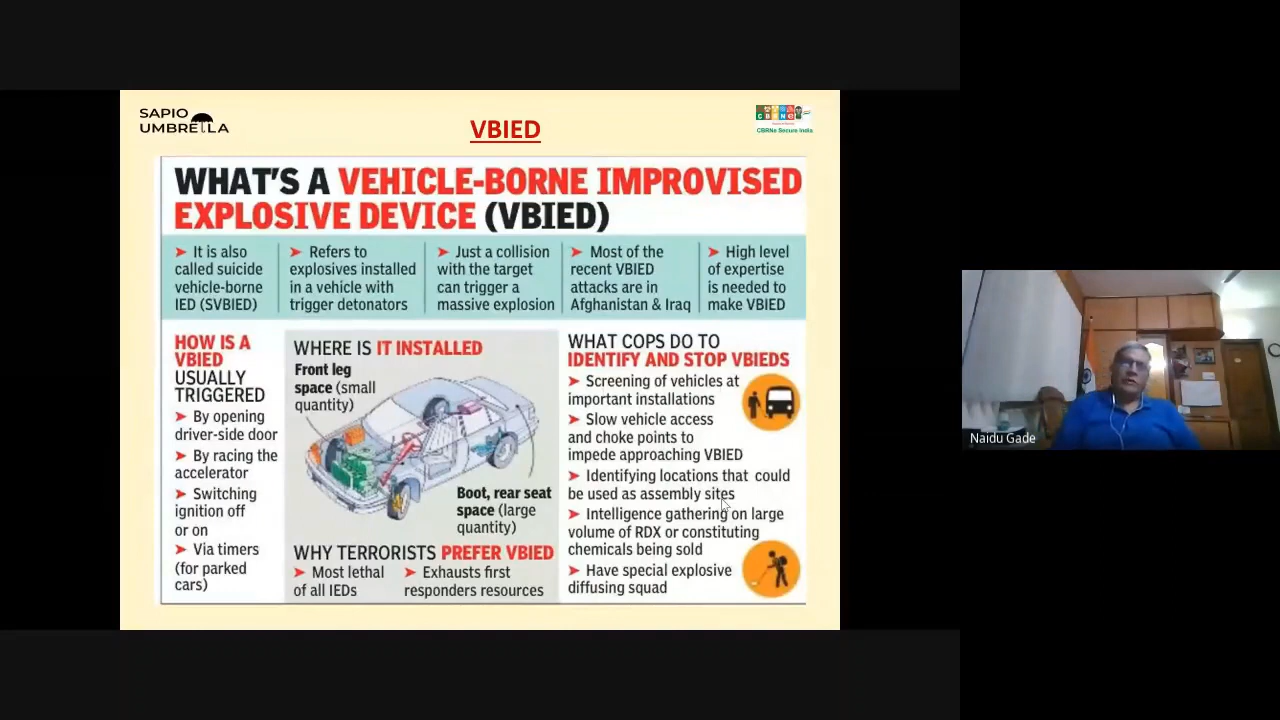 SAPIO
UMBRELLA
VBIED
CBRNe
CBRNe Secure India
WHAT'S A VEHICLE-BORNE IMPROVISED
EXPLOSIVE DEVICE (VBIED)
➤ It is also
called suicide
vehicle-borne
IED (SVBIED)
➤ Refers to
explosives installed
in a vehicle with
trigger detonators
➤ Just a collision
with the target
can trigger a
massive explosion
➤ Most of the
recent VBIED
attacks are in
Afghanistan & Iraq
➤ High level
of expertise
is needed to
make VBIED
HOW IS A
VBIED
USUALLY
TRIGGERED
➤ By opening
driver-side door
➤ By racing the
accelerator
➤ Switching
ignition off
or on
➤ Via timers
(for parked
cars)
WHERE IS IT INSTALLED
Front leg
space (small
quantity)
Boot, rear seat
space (large
quantity)
WHY TERRORISTS PREFER VBIED
➤ Most lethal
of all IEDs
➤ Exhausts first
responders resources
WHAT COPS DO TO
IDENTIFY AND STOP VBIEDS
➤ Screening of vehicles at
important installations
➤ Slow vehicle access
and choke points to
impede approaching VBIED
➤ Identifying locations that could
be used as assembly sites
➤ Intelligence gathering on large
volume of RDX or constituting
chemicals being sold
➤ Have special explosive
diffusing squad
Naidu Gade